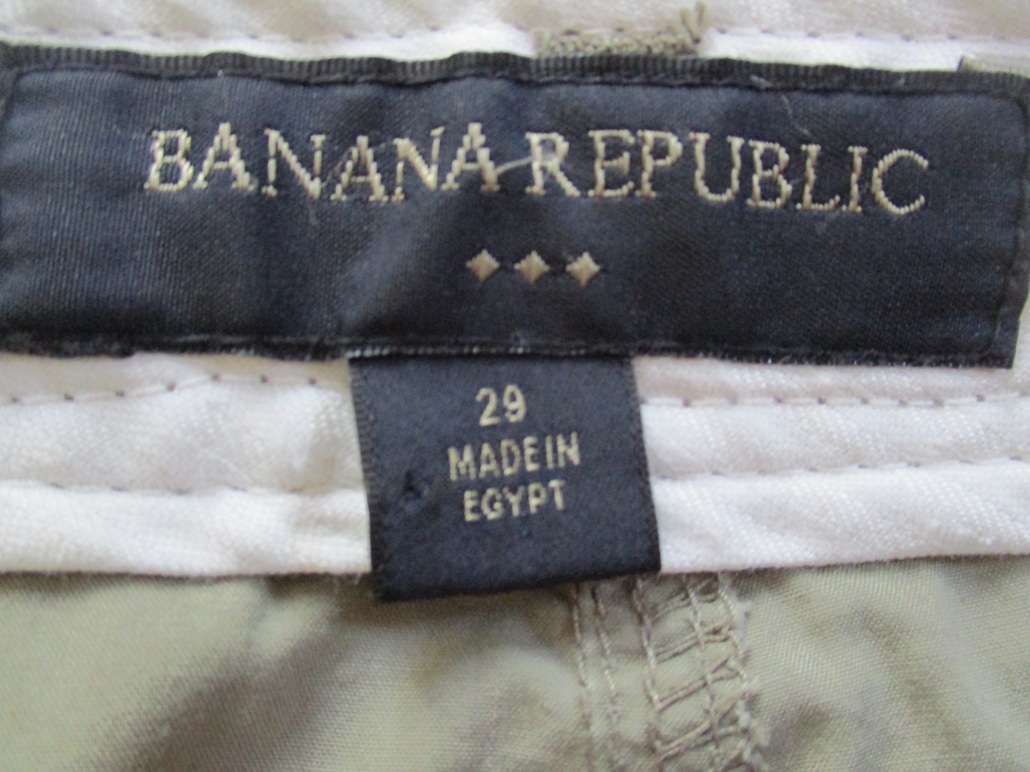 BANANA REPUBLIC
29
MADE IN
EGYPT